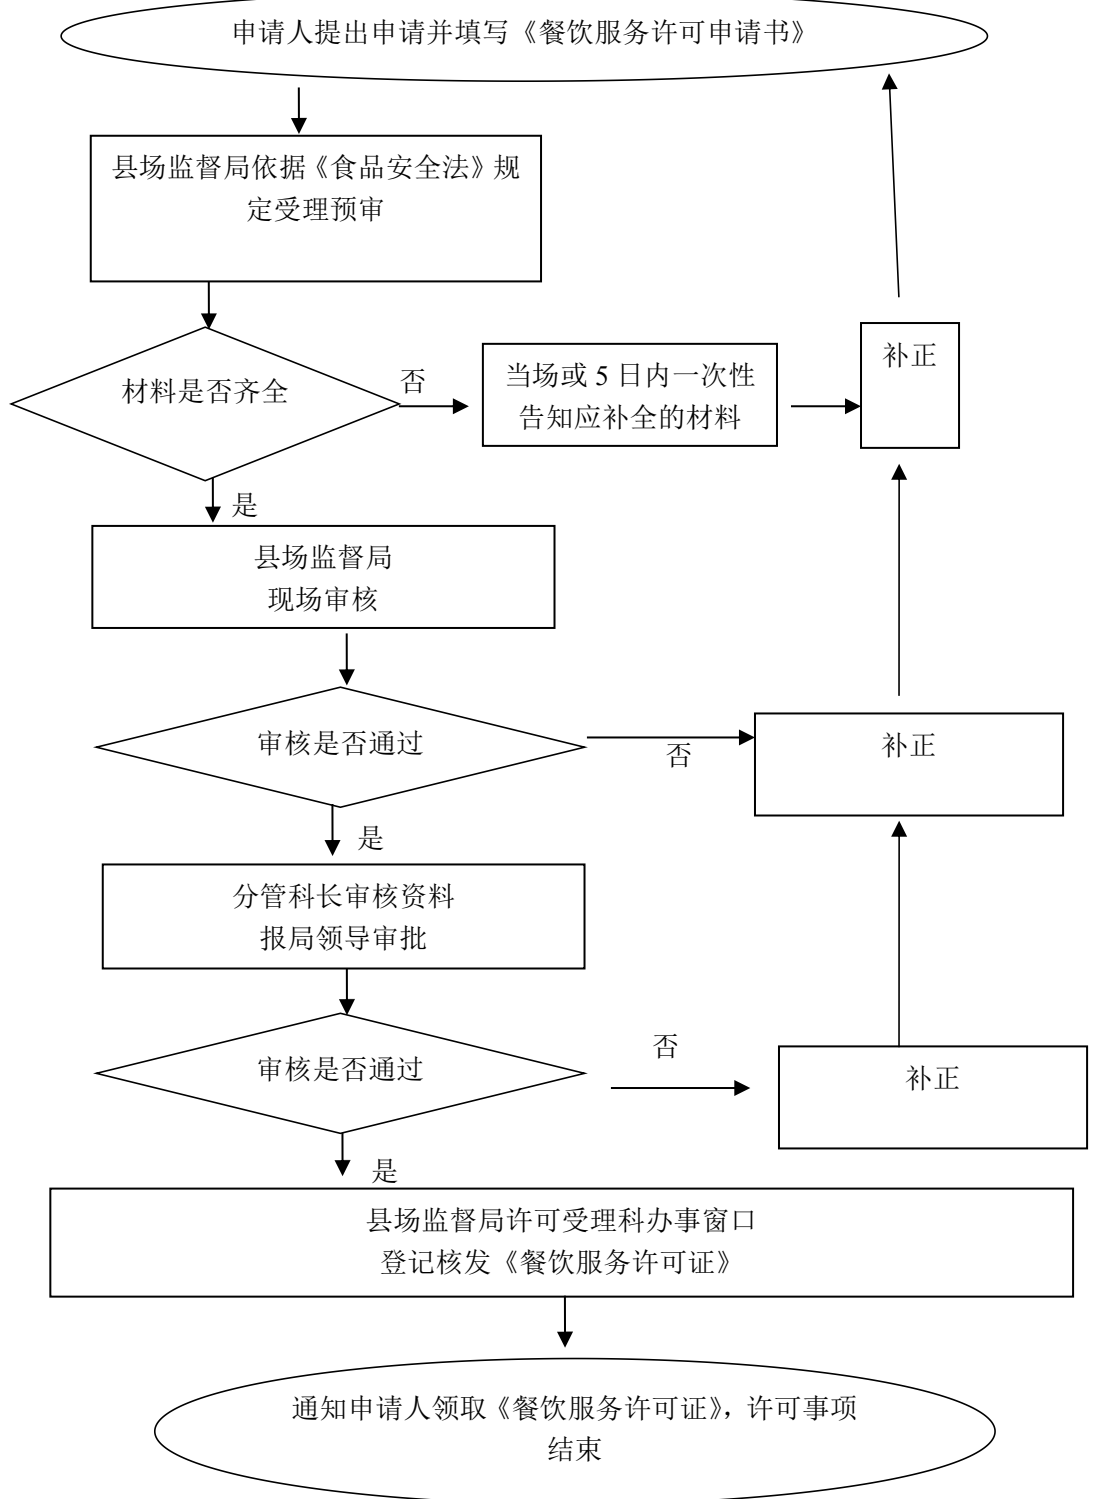 申请人提出申请并填写《餐饮服务许可申请书》
县场监督局依据《食品安全法》规
定受理预审
材料是否齐全
否
当场或 5 日内一次性
告知应补全的材料
补正
是
县场监督局
现场审核
审核是否通过
否
补正
是
分管科长审核资料
报局领导审批
审核是否通过
否
补正
是
县场监督局许可受理科办事窗口
登记核发《餐饮服务许可证》
通知申请人领取《餐饮服务许可证》，许可事项
结束